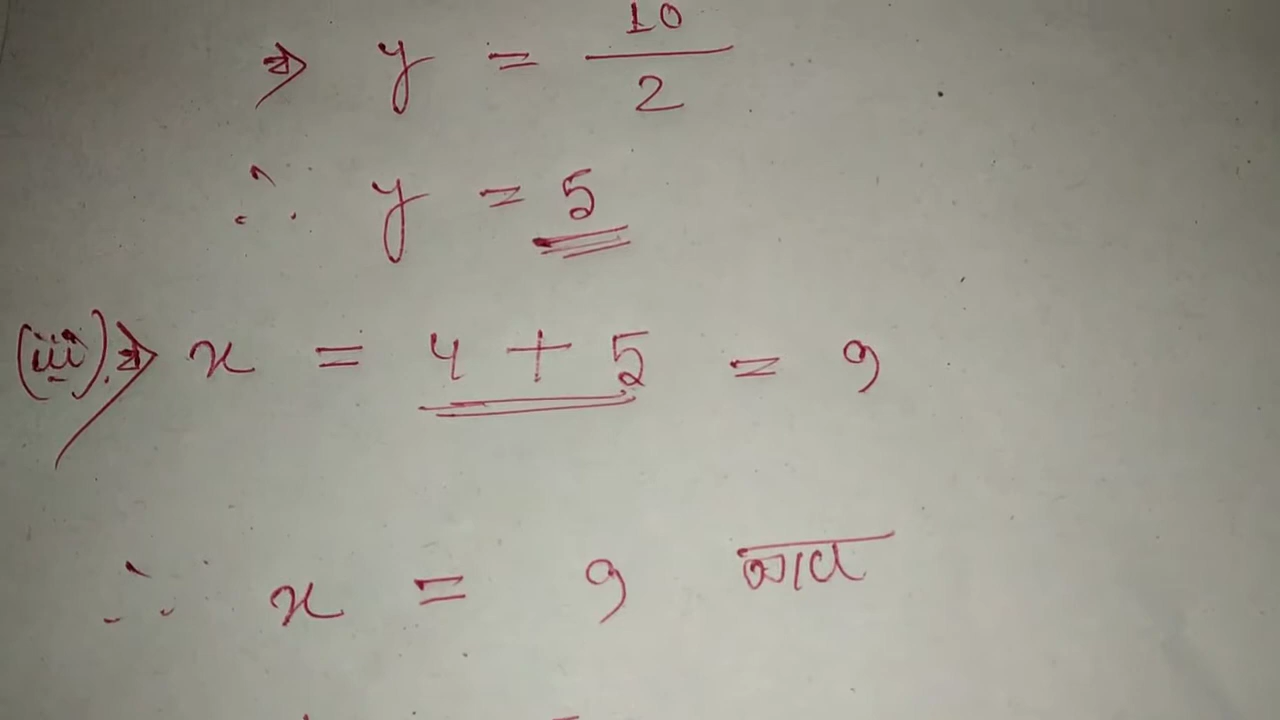 ⇒ y = 10/2
∴ y = 5
(iii) ⇒ x = 4 + 5 = 9
∴ x = 9